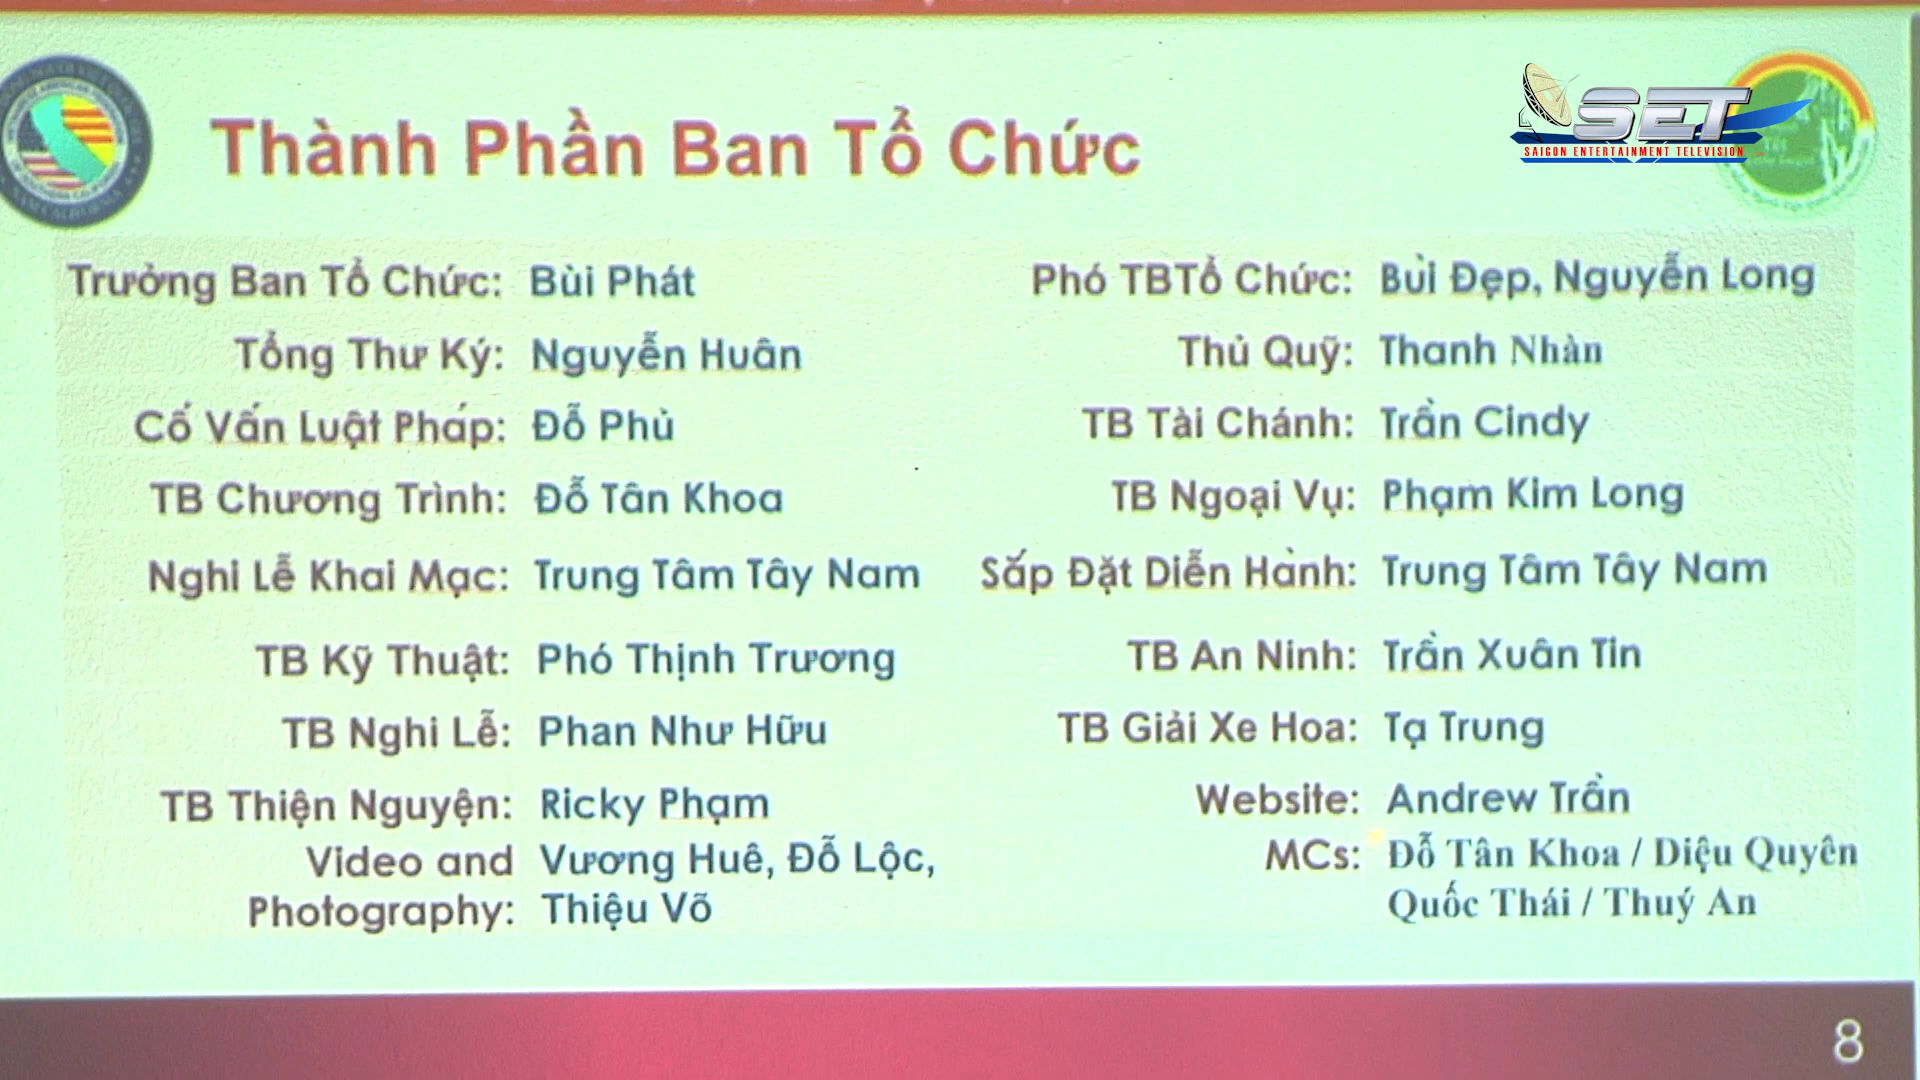 Thành Phần Ban Tổ Chức
SET
SAIGON ENTERTAINMENT TELEVISION
Trưởng Ban Tổ Chức: Bùi Phát
Tổng Thư Ký: Nguyễn Huân
Cố Vấn Luật Pháp: Đỗ Phủ
TB Chương Trình: Đỗ Tân Khoa
Nghi Lễ Khai Mạc: Trung Tâm Tây Nam
TB Kỹ Thuật: Phó Thịnh Trương
TB Nghi Lễ: Phan Như Hữu
TB Thiện Nguyện: Ricky Phạm
Video and Photography: Vương Huê, Đỗ Lộc,
Thiệu Võ
Phó TBTổ Chức: Bùi Đẹp, Nguyễn Long
Thủ Quỹ: Thanh Nhàn
TB Tài Chánh: Trần Cindy
TB Ngoại Vụ: Phạm Kim Long
Sắp Đặt Diễn Hành: Trung Tâm Tây Nam
TB An Ninh: Trần Xuân Tin
TB Giải Xe Hoa: Tạ Trung
Website: Andrew Trần
MCs: Đỗ Tân Khoa / Diệu Quyên
Quốc Thái / Thuý An
8